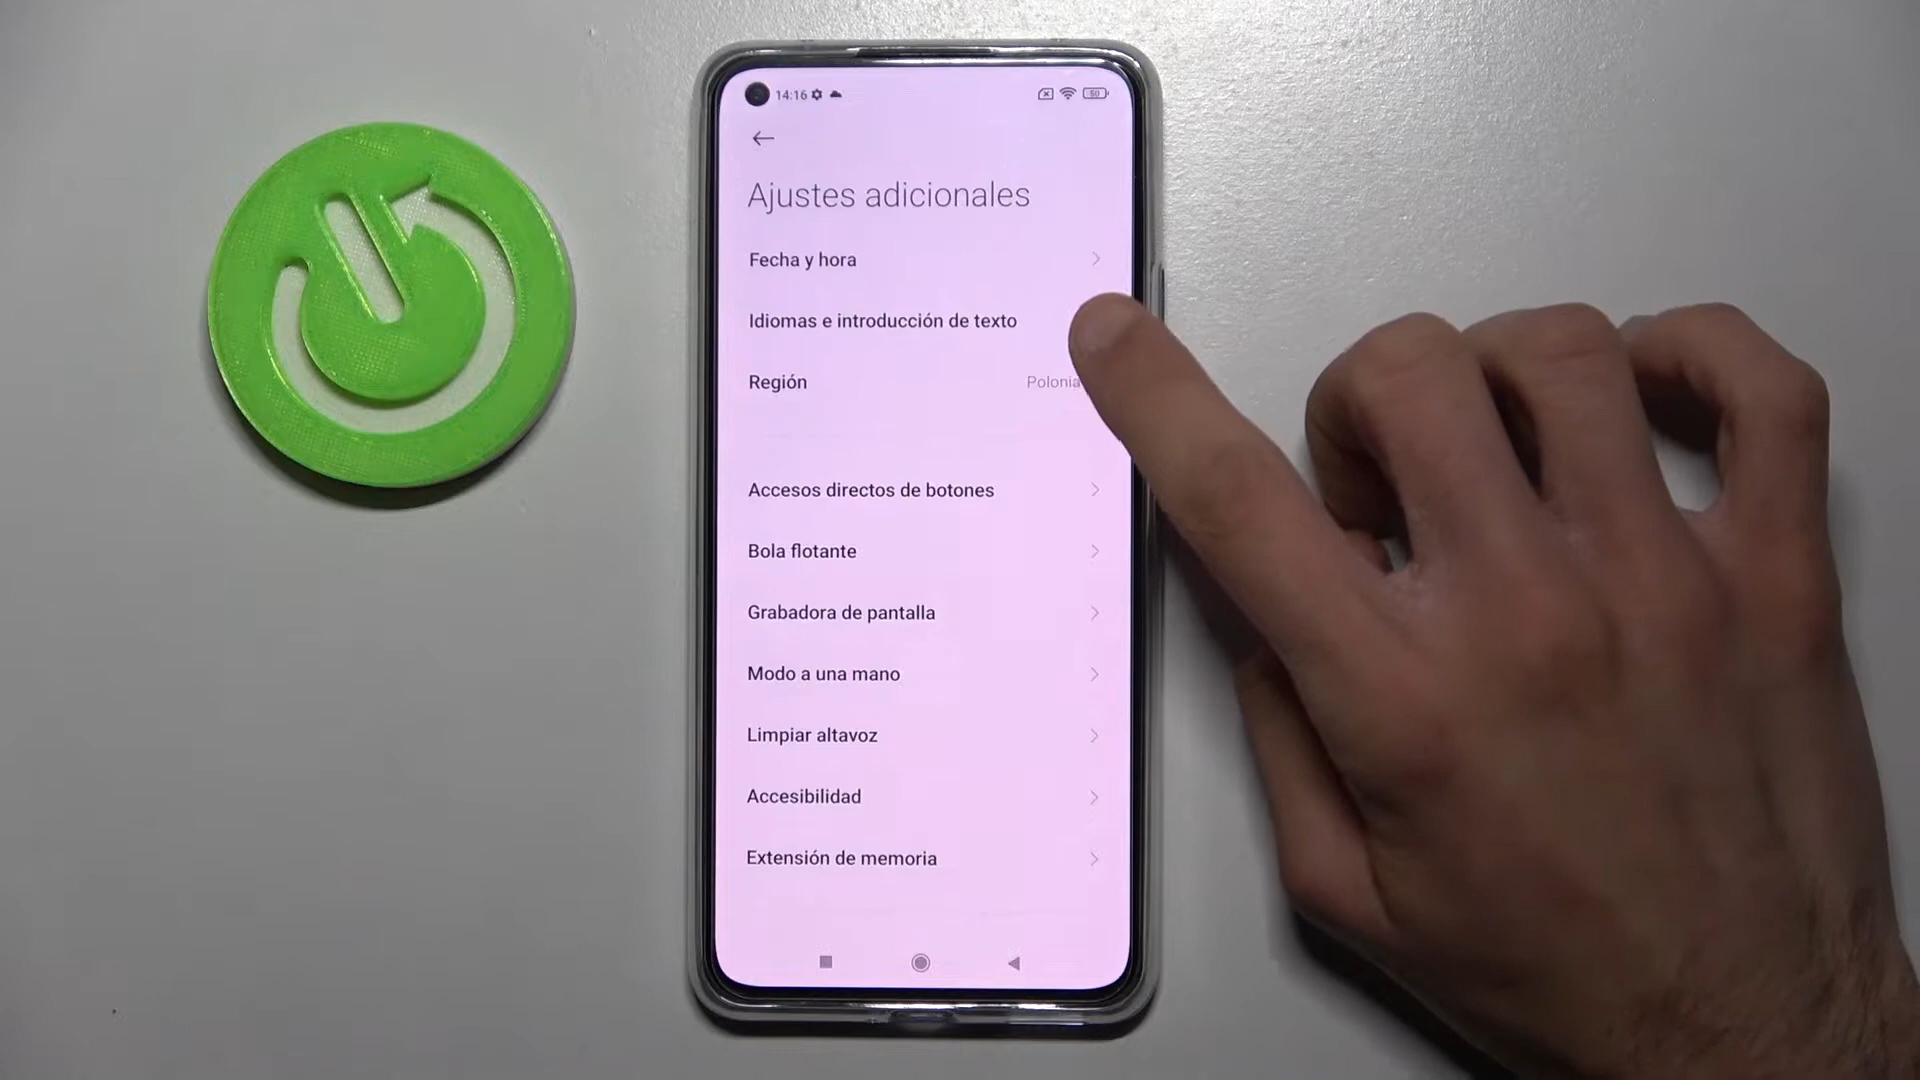 14:16
50
Ajustes adicionales
Fecha y hora
Idiomas e introducción de texto
Región Polonia
Accesos directos de botones
Bola flotante
Grabadora de pantalla
Modo a una mano
Limpiar altavoz
Accesibilidad
Extensión de memoria